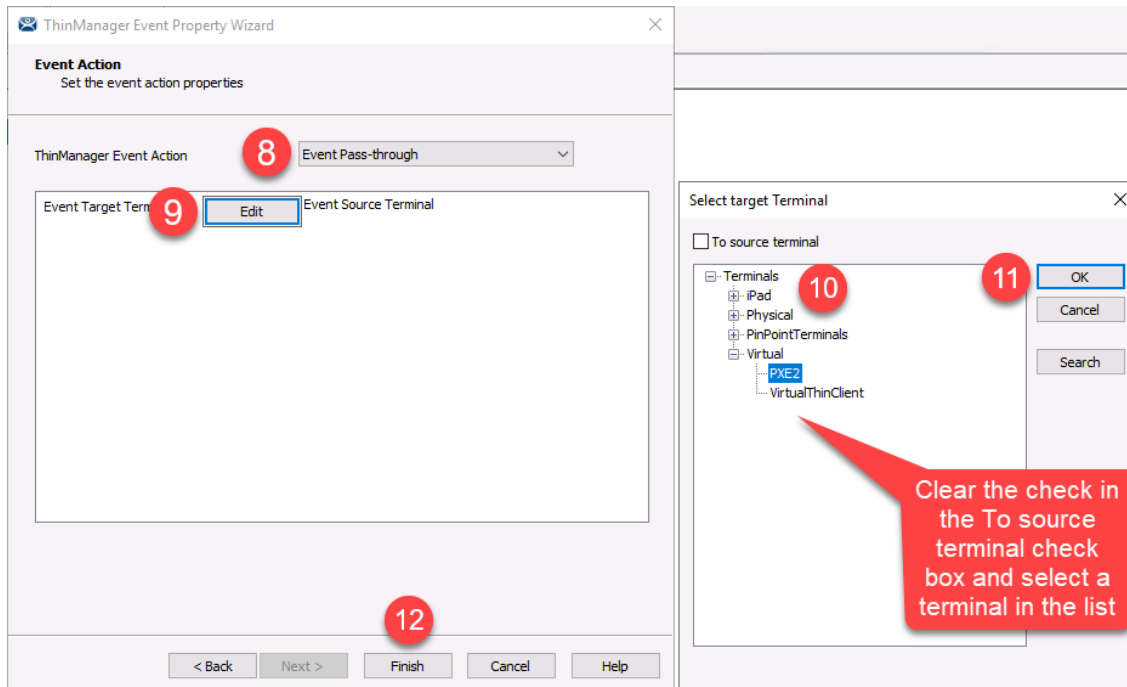 ThinManager Event Property Wizard
Event Action
Set the event action properties
ThinManager Event Action
8
Event Pass-through
Event Target Term
9
Edit
Event Source Terminal
12
< Back
Next >
Finish
Cancel
Help
Select target Terminal
To source terminal
Terminals
10
iPad
Physical
PinPointTerminals
Virtual
PXE2
VirtualThinClient
11
OK
Cancel
Search
Clear the check in
the To source
terminal check
box and select a
terminal in the list